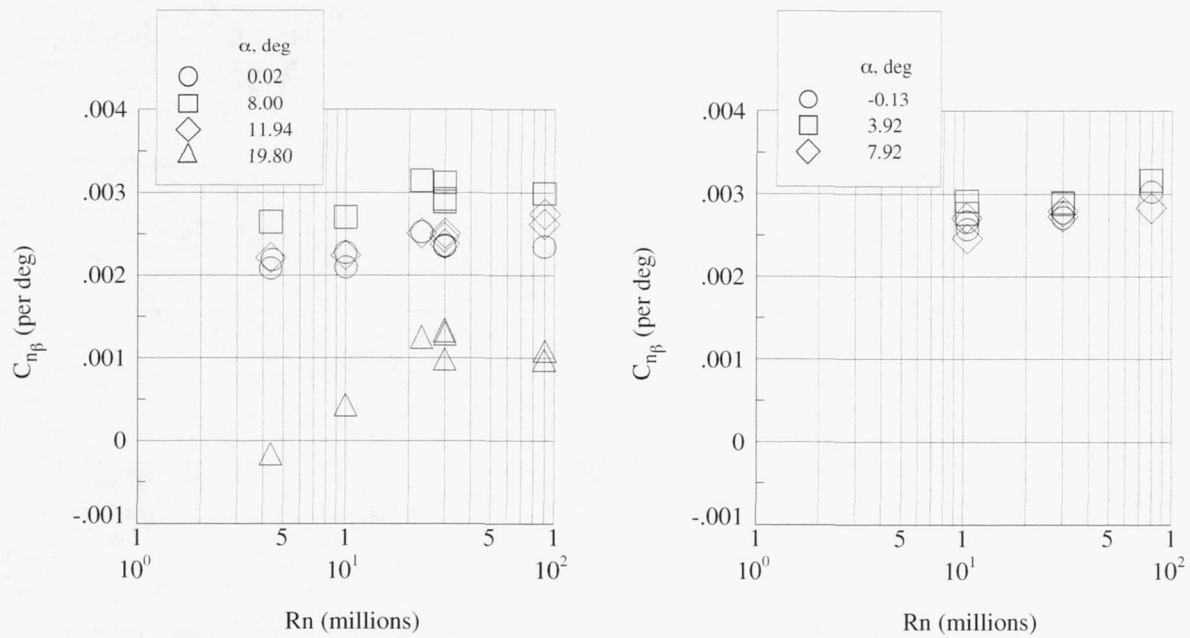 α, deg
0.02
8.00
11.94
19.80
.004
.003
.002
.001
0
-.001
C_{n_β} (per deg)
1 5 1 5 1
10^0 10^1 10^2
Rn (millions)
α, deg
-0.13
3.92
7.92
.004
.003
.002
.001
0
-.001
C_{n_β} (per deg)
1 1 5 1
10^0 10^1 10^2
Rn (millions)